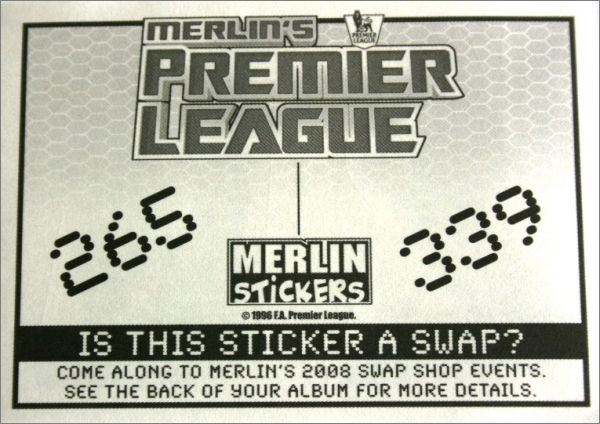 MERLIN'S
PREMIER
LEAGUE
PREMIER
LEAGUE
265
339
MERLIN
STICKERS
© 1996 F.A. Premier League.
IS THIS STICKER A SWAP?
COME ALONG TO MERLIN'S 2008 SWAP SHOP EVENTS.
SEE THE BACK OF YOUR ALBUM FOR MORE DETAILS.